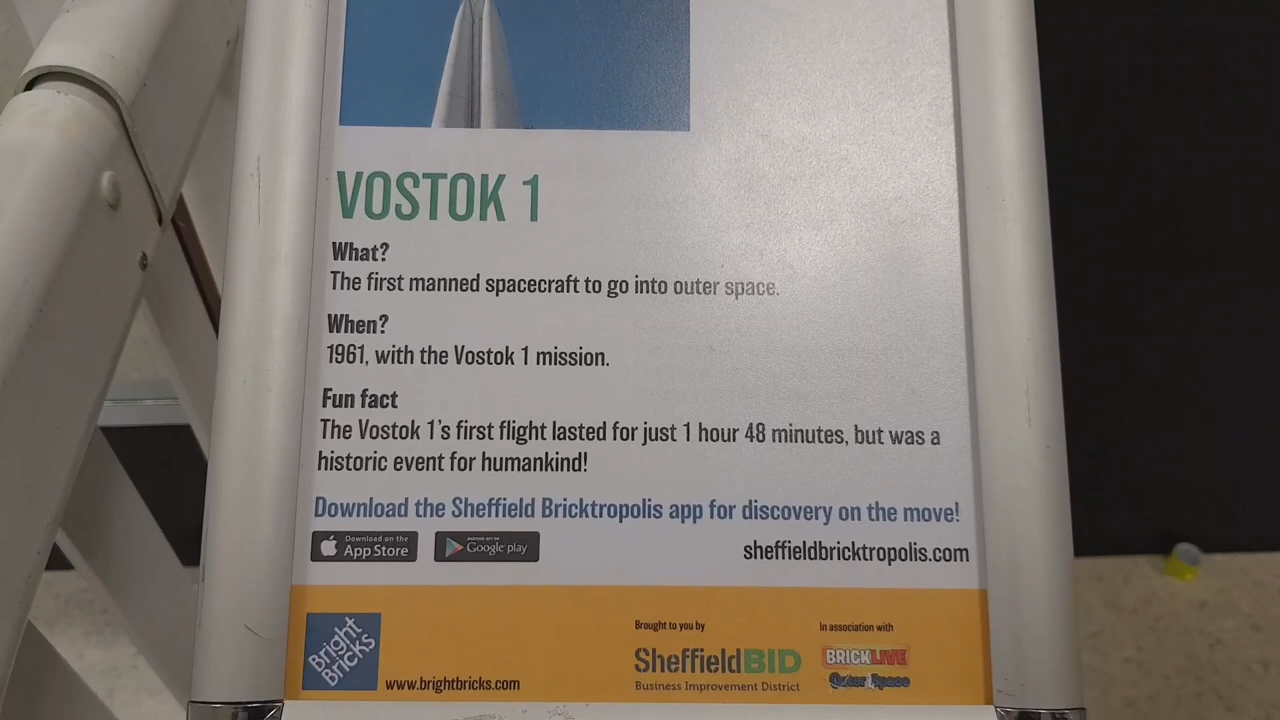 VOSTOK 1
What?
The first manned spacecraft to go into outer space.
When?
1961, with the Vostok 1 mission.
Fun fact
The Vostok 1's first flight lasted for just 1 hour 48 minutes, but was a
historic event for humankind!
Download the Sheffield Bricktropolis app for discovery on the move!
Download on the
App Store
Google play
sheffieldbricktropolis.com
Bright
Bricks
www.brightbricks.com
Brought to you by
SheffieldBID
Business Improvement District
In association with
BRICKLIVE
Outer Space